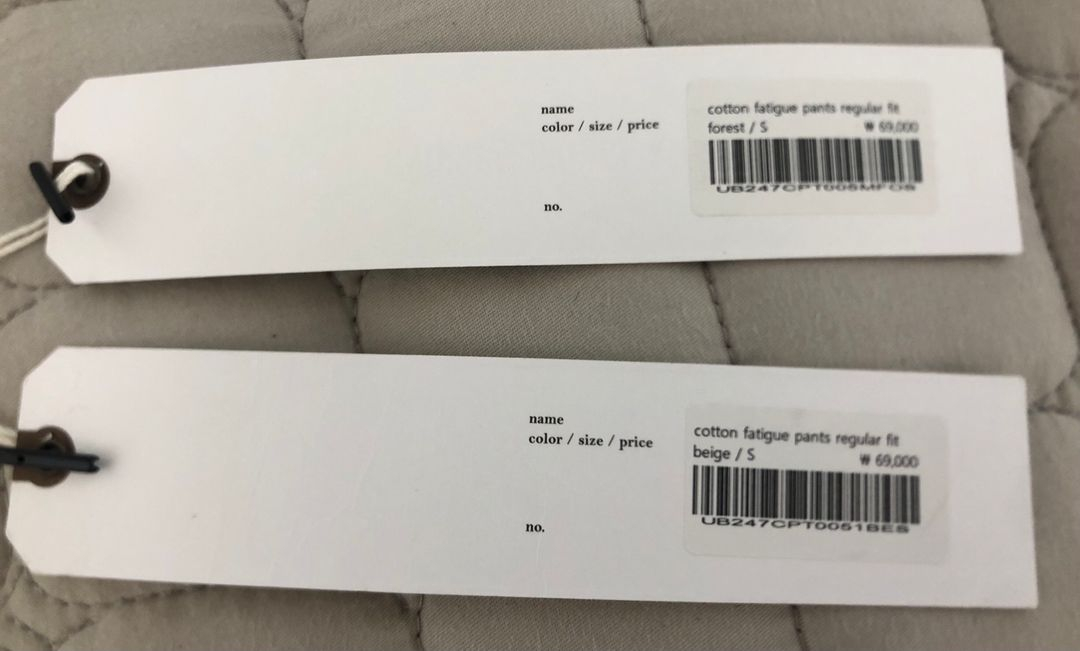 name
color / size / price
no.
cotton fatigue pants regular fit
forest / S ₩ 69,000
name
color / size / price
no.
cotton fatigue pants regular fit
beige / S ₩ 69,000
UB247CPT0051BES